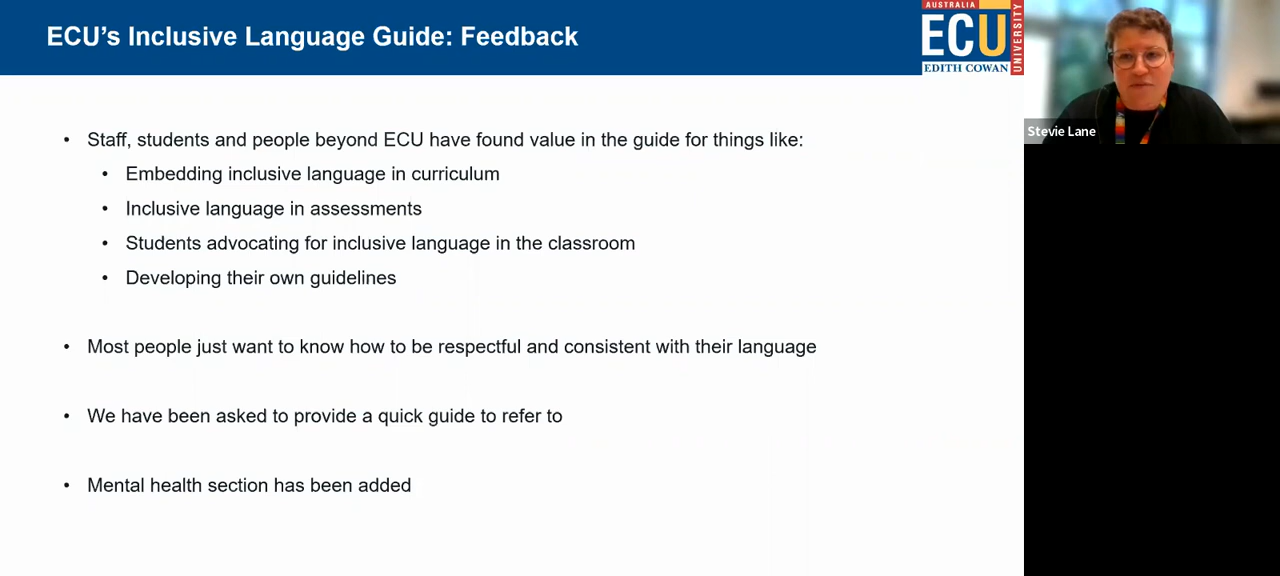 ECU’s Inclusive Language Guide: Feedback
AUSTRALIA
ECU
EDITH COWAN
UNIVERSITY
Stevie Lane
• Staff, students and people beyond ECU have found value in the guide for things like:
• Embedding inclusive language in curriculum
• Inclusive language in assessments
• Students advocating for inclusive language in the classroom
• Developing their own guidelines
• Most people just want to know how to be respectful and consistent with their language
• We have been asked to provide a quick guide to refer to
• Mental health section has been added